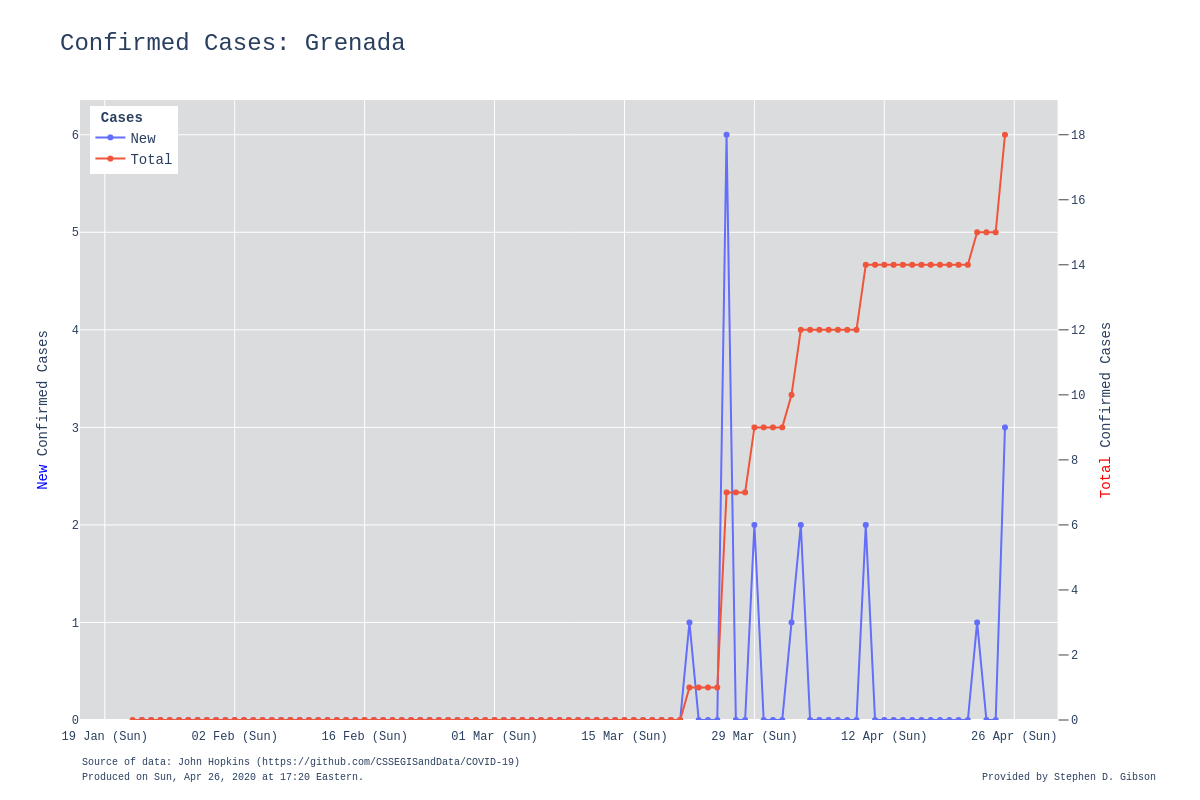 Confirmed Cases: Grenada
Cases
New
Total
6
5
4
3
2
1
0
New Confirmed Cases
18
16
14
12
10
8
6
4
2
0
Total Confirmed Cases
19 Jan (Sun) 02 Feb (Sun) 16 Feb (Sun) 01 Mar (Sun) 15 Mar (Sun) 29 Mar (Sun) 12 Apr (Sun) 26 Apr (Sun)
Source of data: John Hopkins (https://github.com/CSSEGISandData/COVID-19)
Produced on Sun, Apr 26, 2020 at 17:20 Eastern.
Provided by Stephen D. Gibson